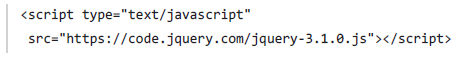 <script type="text/javascript"
src="https://code.jquery.com/jquery-3.1.0.js"></script>